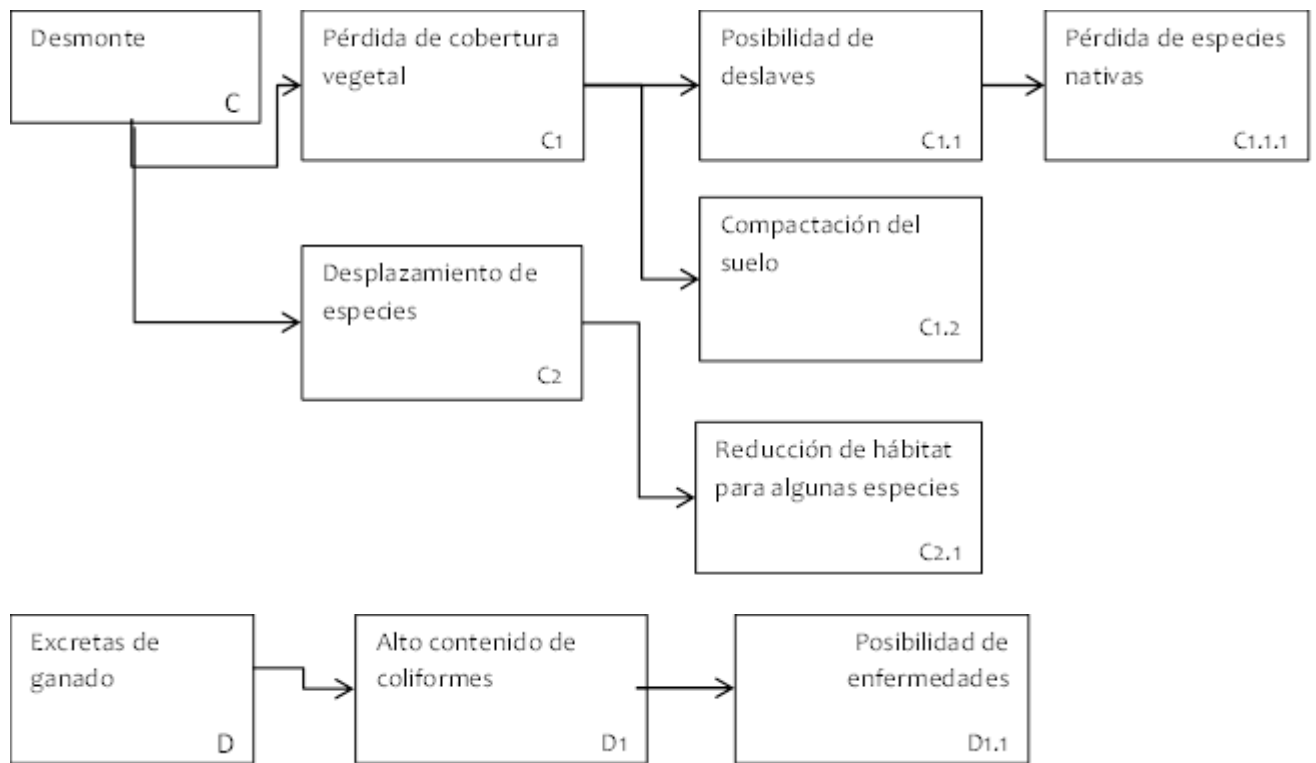 Desmonte
C
Pérdida de cobertura
vegetal
C1
Posibilidad de
deslaves
C1.1
Pérdida de especies
nativas
C1.1.1
Compactación del
suelo
C1.2
Desplazamiento de
especies
C2
Reducción de hábitat
para algunas especies
C2.1
Excretas de
ganado
D
Alto contenido de
coliformes
D1
Posibilidad de
enfermedades
D1.1